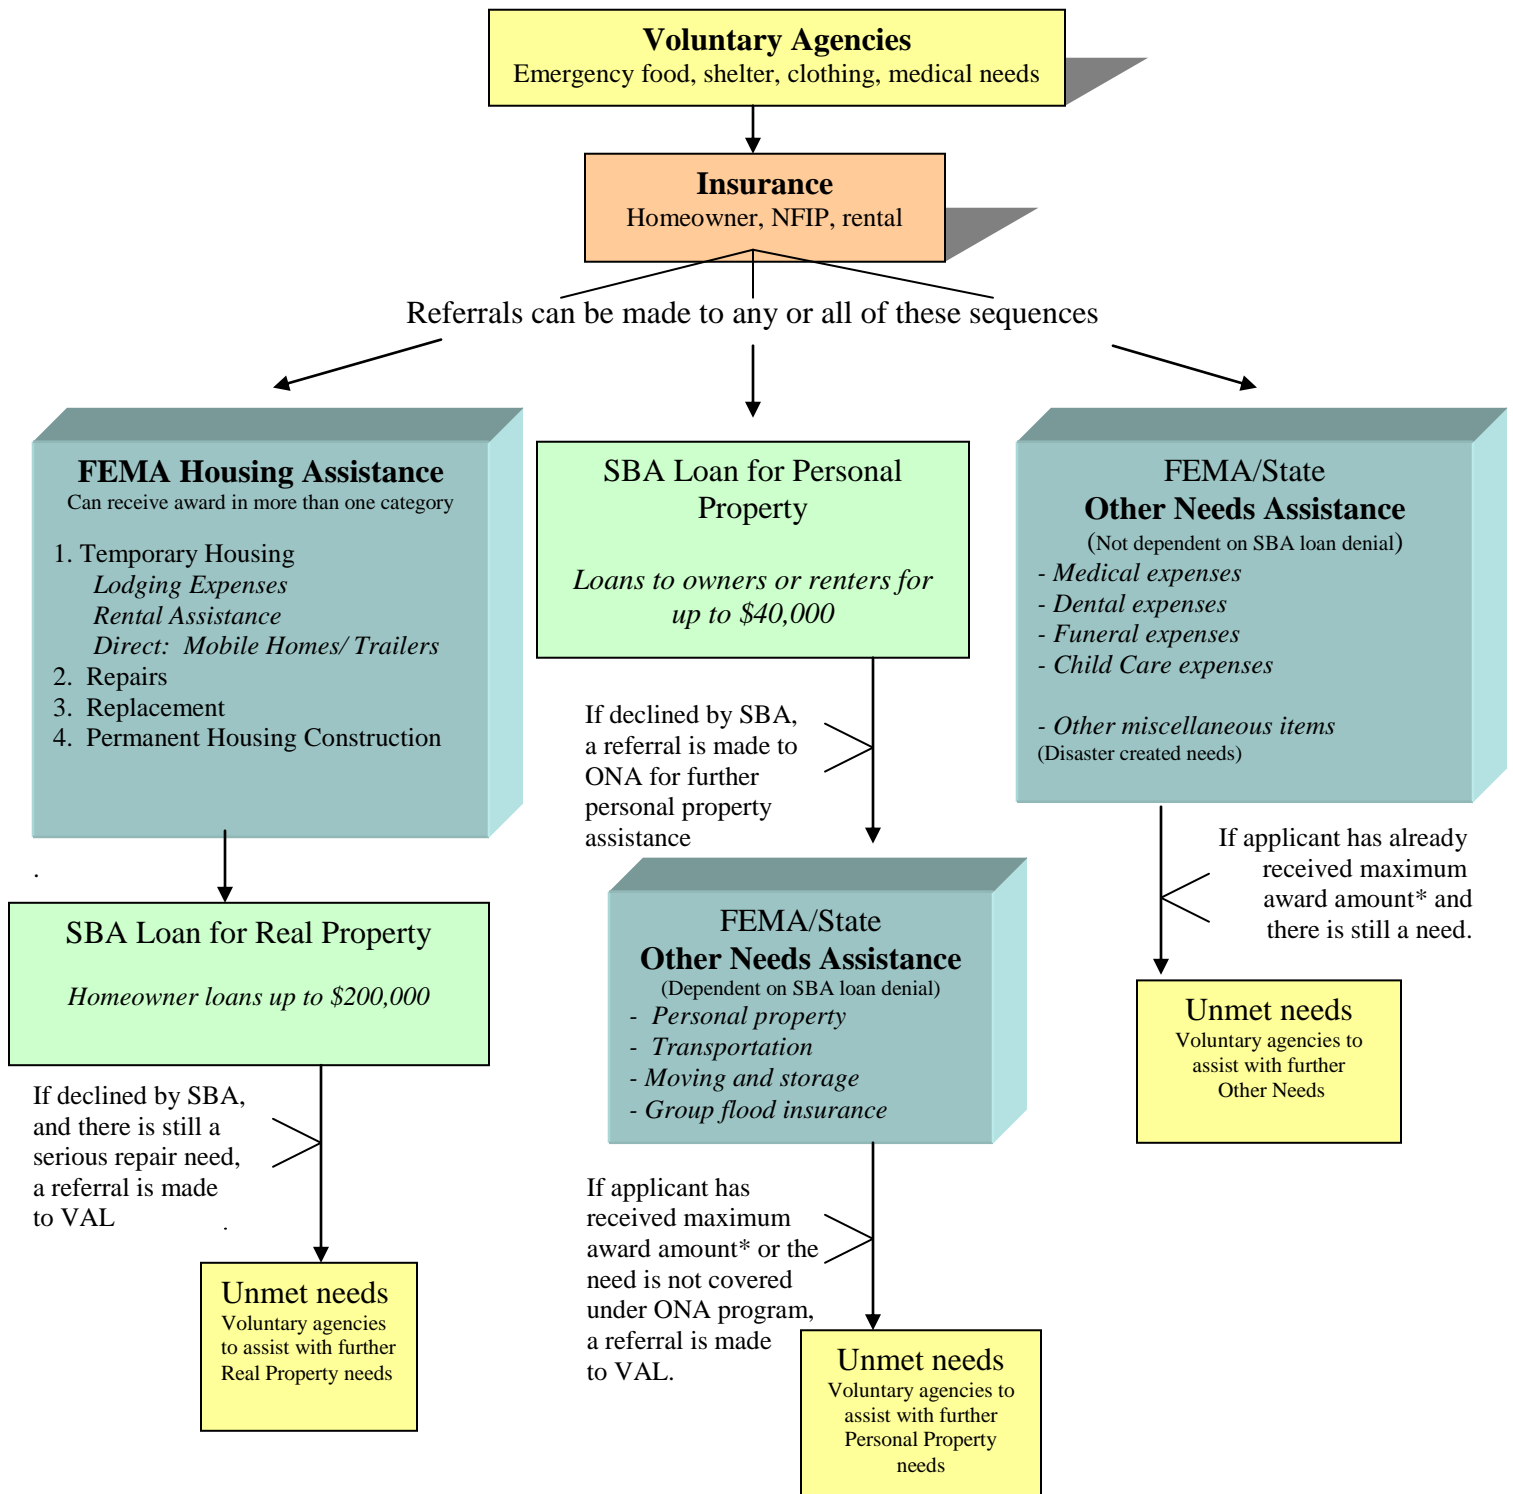 Voluntary Agencies
Emergency food, shelter, clothing, medical needs
Insurance
Homeowner, NFIP, rental
Referrals can be made to any or all of these sequences
FEMA Housing Assistance
Can receive award in more than one category
1. Temporary Housing
Lodging Expenses
Rental Assistance
Direct:  Mobile Homes/ Trailers
2.  Repairs
3.  Replacement
4.  Permanent Housing Construction
.
SBA Loan for Real Property
Homeowner loans up to $200,000
If declined by SBA,
and there is still a
serious repair need,
a referral is made
to VAL
.
Unmet needs
Voluntary agencies
to assist with further
Real Property needs
SBA Loan for Personal
Property
Loans to owners or renters for
up to $40,000
If declined by SBA,
a referral is made to
ONA for further
personal property
assistance
FEMA/State
Other Needs Assistance
(Dependent on SBA loan denial)
-  Personal property
-  Transportation
- Moving and storage
- Group flood insurance
If applicant has
received maximum
award amount* or the
need is not covered
under ONA program,
a referral is made
to VAL.
Unmet needs
Voluntary agencies to
assist with further
Personal Property
needs
FEMA/State
Other Needs Assistance
(Not dependent on SBA loan denial)
- Medical expenses
- Dental expenses
- Funeral expenses
- Child Care expenses
- Other miscellaneous items
(Disaster created needs)
If applicant has already
received maximum
award amount* and
there is still a need.
Unmet needs
Voluntary agencies to
assist with further
Other Needs